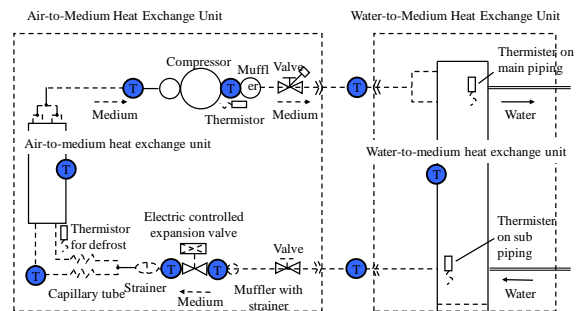 Air-to-Medium Heat Exchange Unit
Water-to-Medium Heat Exchange Unit
Compressor
Muffl
er
Valve
Thermister on
main piping
T
T
T
Medium
Thermistor
Medium
Water
Air-to-medium heat exchange unit
T
Water-to-medium heat exchange unit
T
Thermistor
for defrost
Electric controlled
expansion valve
Valve
Thermister
on sub
piping
T
T
T
T
Capillary tube
Strainer
Medium
Muffler with
strainer
Water